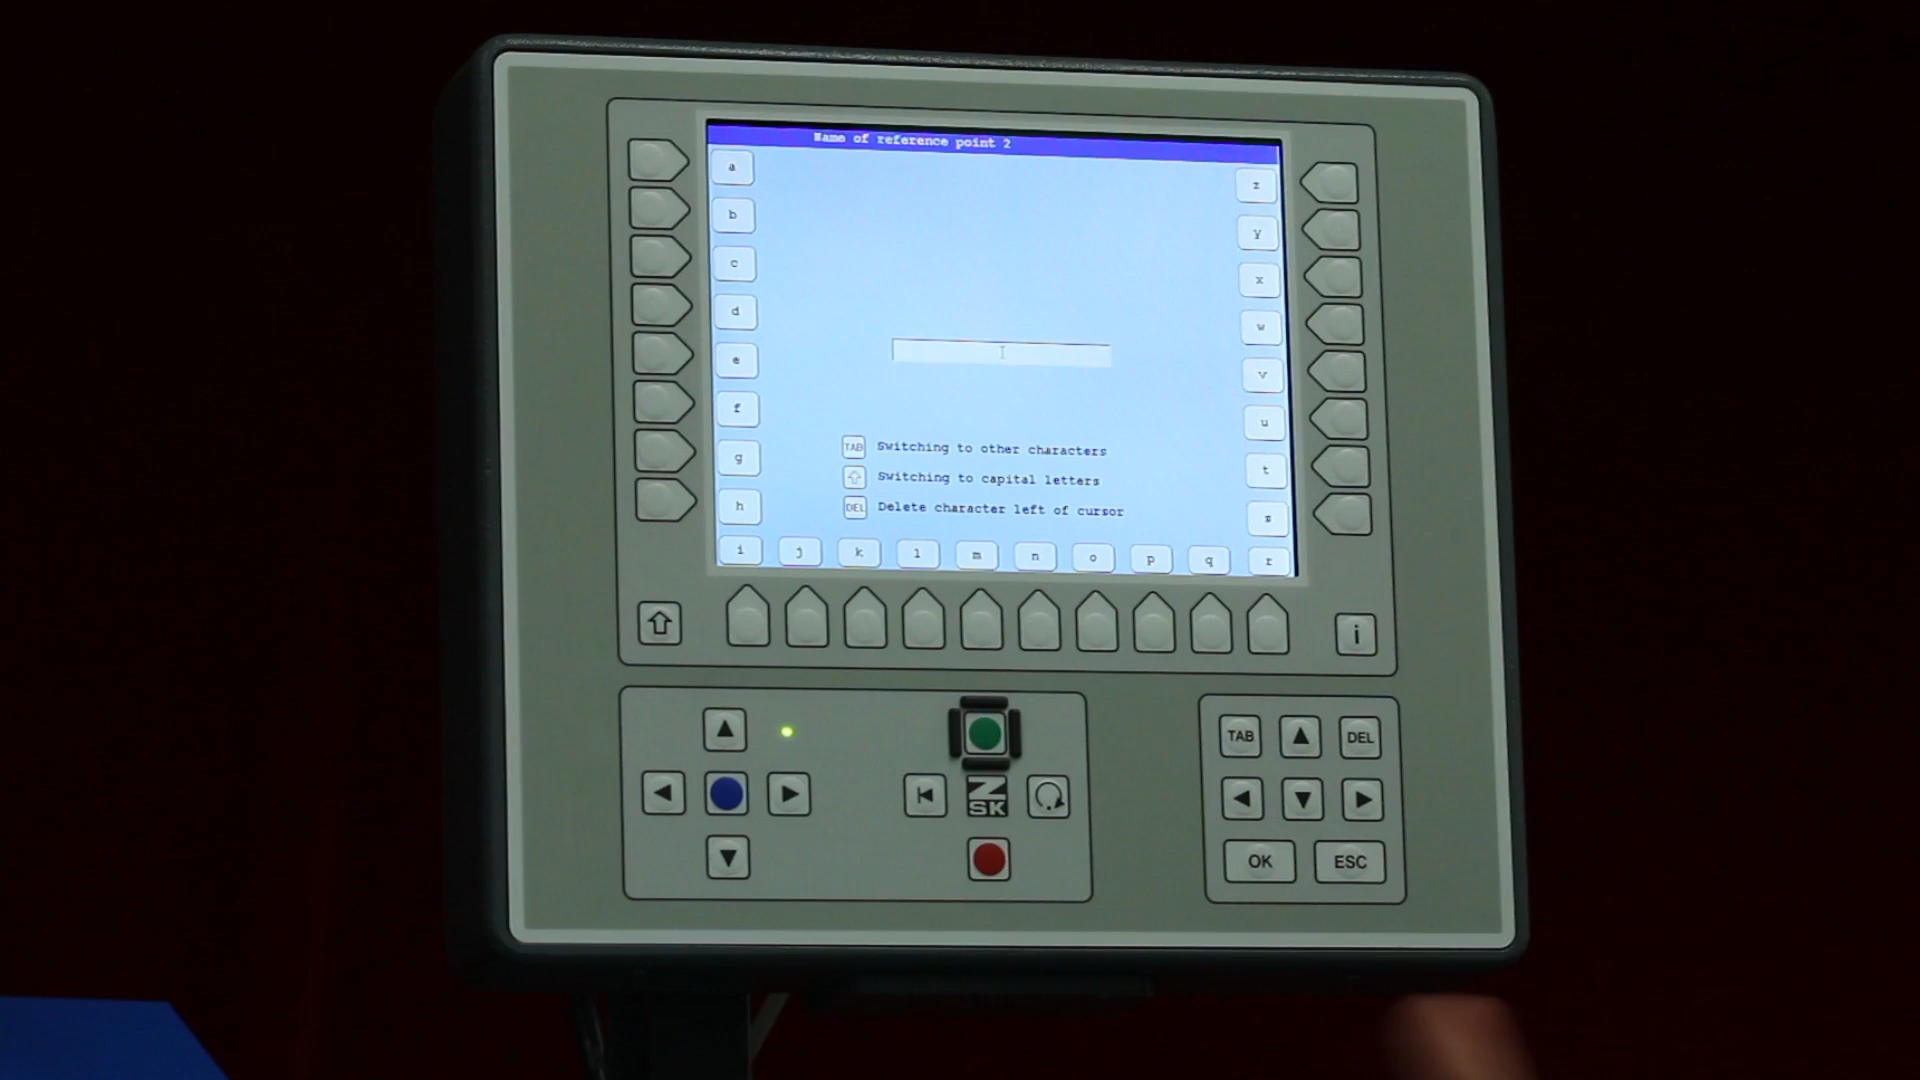 Name of reference point 2
a
z
b
y
c
x
d
w
e
v
f
u
TAB Switching to other characters
g
t
Switching to capital letters
h
DEL Delete character left of cursor
s
i j k l m n o p q r
i
TAB DEL
Z
SK
OK ESC